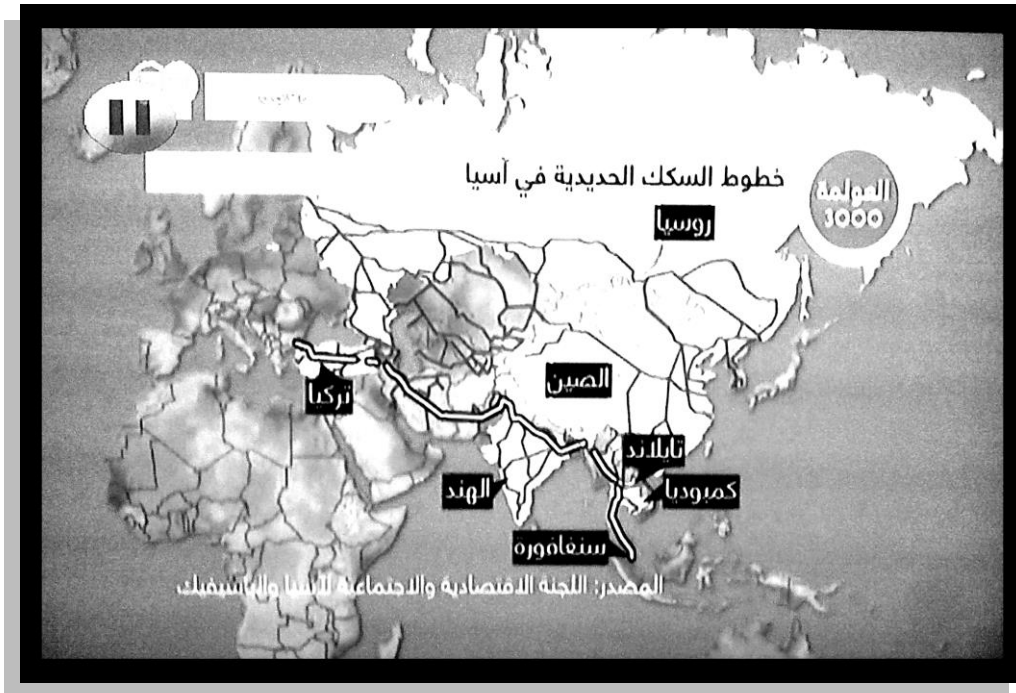 خطوط السكك الحديدية في آسيا
العولمة
3000
روسيا
الصين
تركيا
تايلاند
الهند
كمبوديا
سنغافورة
المصدر: اللجنة الاقتصادية والاجتماعية لآسيا والباسيفيك